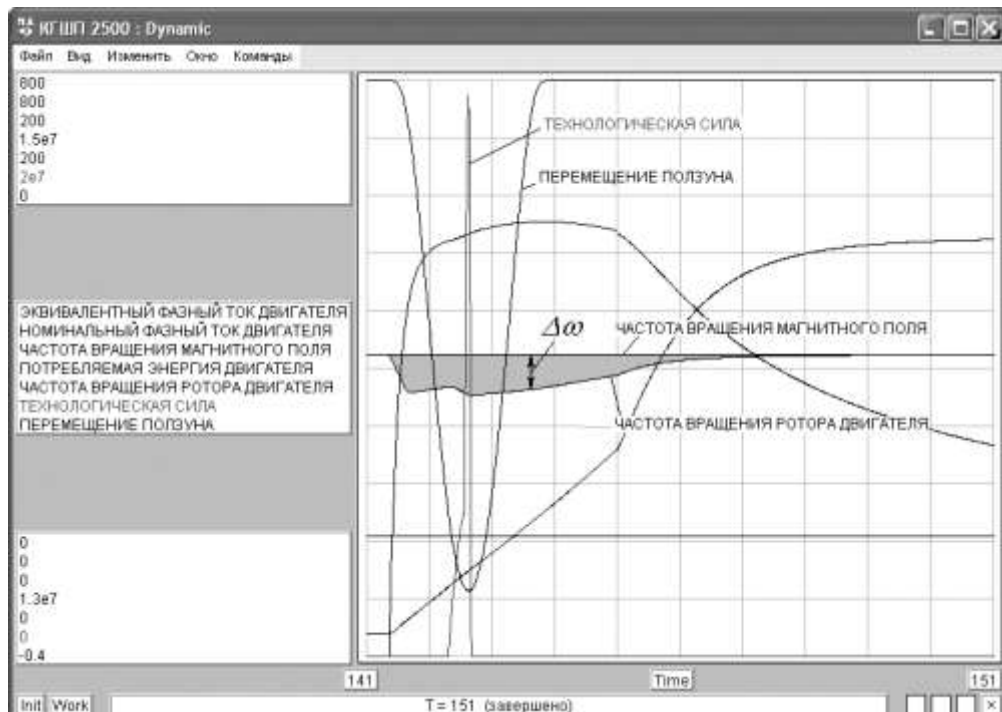 КГШП 2500 : Dynamic
Файл Вид Изменить Окно Команды
800
800
200
1.5e7
200
2e7
0
ЭКВИВАЛЕНТНЫЙ ФАЗНЫЙ ТОК ДВИГАТЕЛЯ
НОМИНАЛЬНЫЙ ФАЗНЫЙ ТОК ДВИГАТЕЛЯ
ЧАСТОТА ВРАЩЕНИЯ МАГНИТНОГО ПОЛЯ
ПОТРЕБЛЯЕМАЯ ЭНЕРГИЯ ДВИГАТЕЛЯ
ЧАСТОТА ВРАЩЕНИЯ РОТОРА ДВИГАТЕЛЯ
ТЕХНОЛОГИЧЕСКАЯ СИЛА
ПЕРЕМЕЩЕНИЕ ПОЛЗУНА
0
0
0
1.3e7
0
0
-0.4
ТЕХНОЛОГИЧЕСКАЯ СИЛА
ПЕРЕМЕЩЕНИЕ ПОЛЗУНА
Δω
ЧАСТОТА ВРАЩЕНИЯ МАГНИТНОГО ПОЛЯ
ЧАСТОТА ВРАЩЕНИЯ РОТОРА ДВИГАТЕЛЯ
141 Time 151
Init Work T = 151 (завершено)